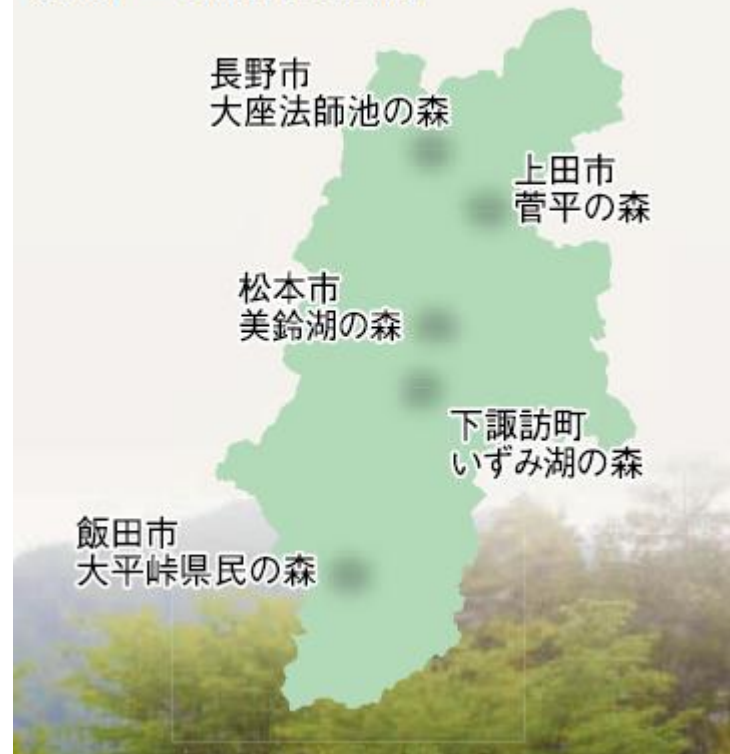 長野市
大座法師池の森
上田市
菅平の森
松本市
美鈴湖の森
下諏訪町
いずみ湖の森
飯田市
大平峠県民の森